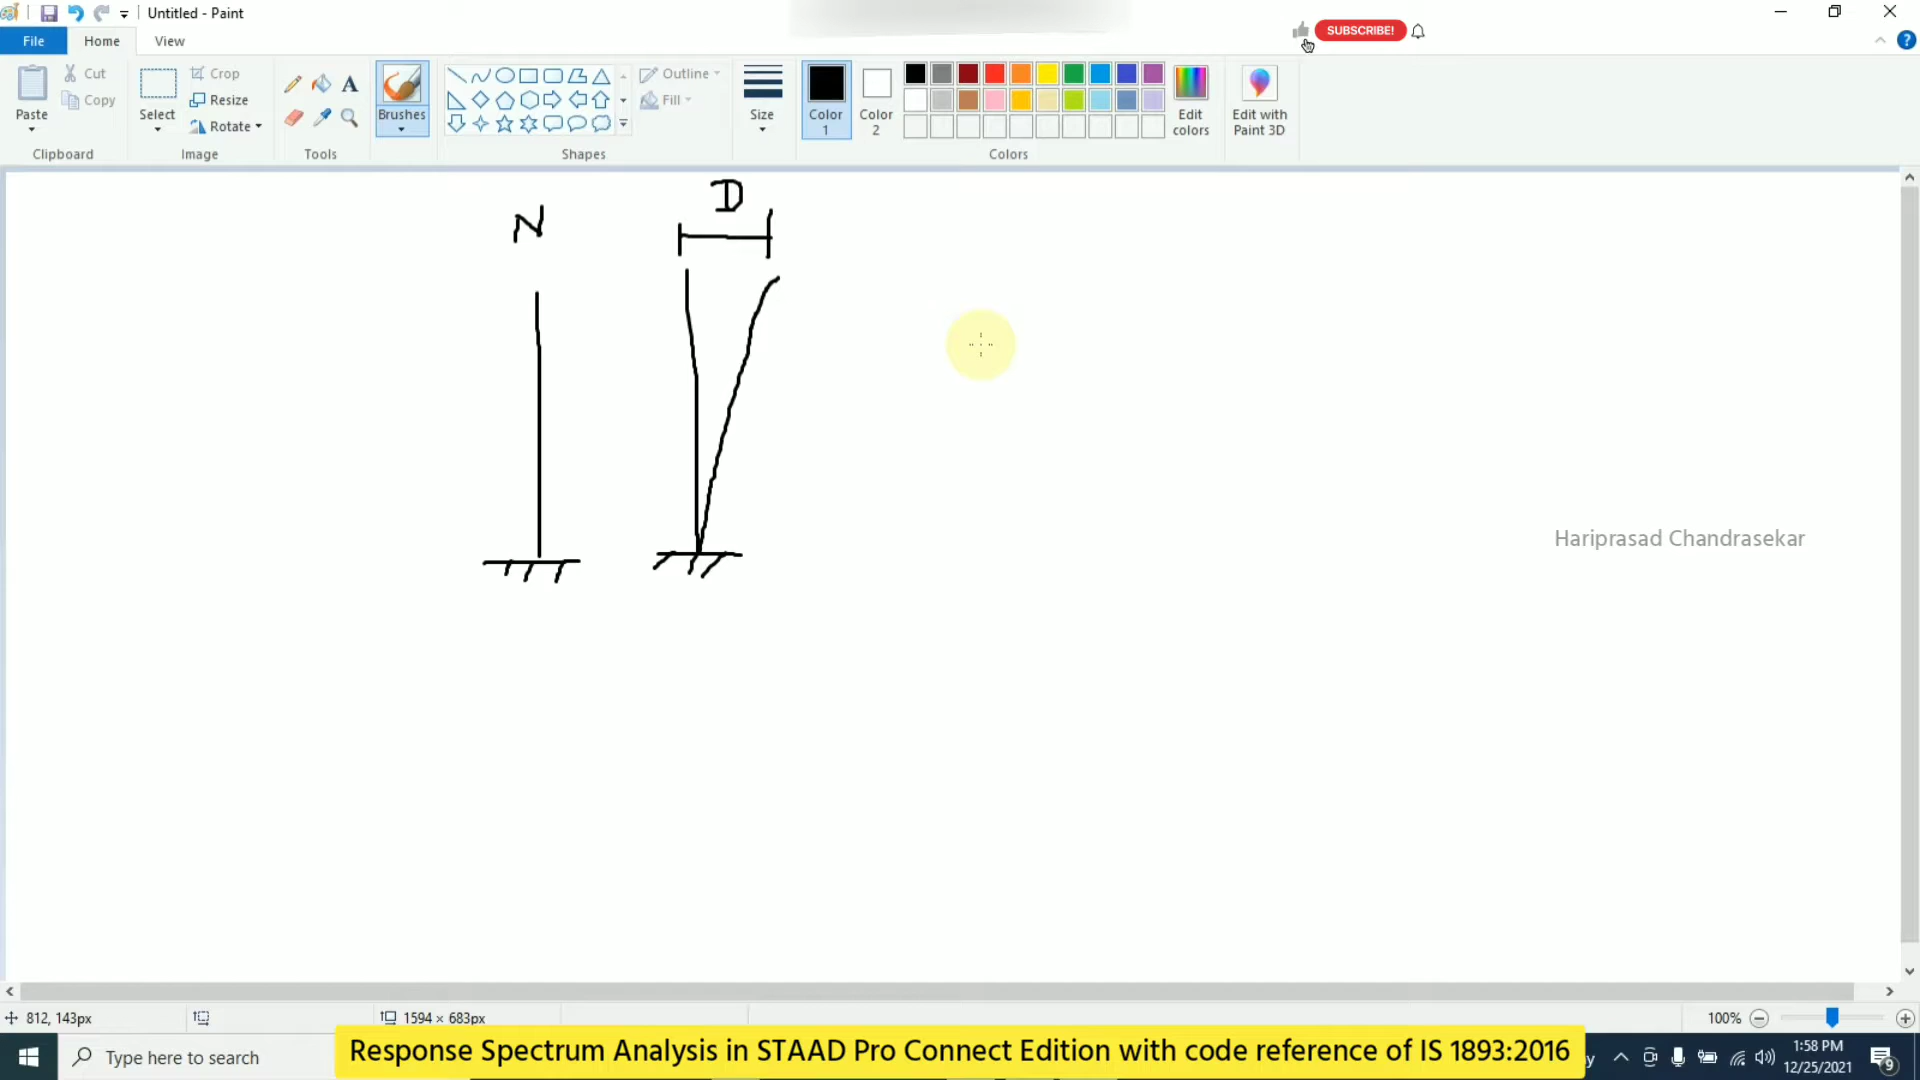 Untitled - Paint
SUBSCRIBE!
File
Home
View
Paste
Cut
Copy
Clipboard
Select
Crop
Resize
Rotate
Image
Tools
Brushes
Shapes
Outline
Fill
Size
Color 1
Color 2
Edit colors
Colors
Edit with Paint 3D
N
D
Hariprasad Chandrasekar
812, 143px
1594 × 683px
100%
Type here to search
Response Spectrum Analysis in STAAD Pro Connect Edition with code reference of IS 1893:2016
1:58 PM
12/25/2021
9